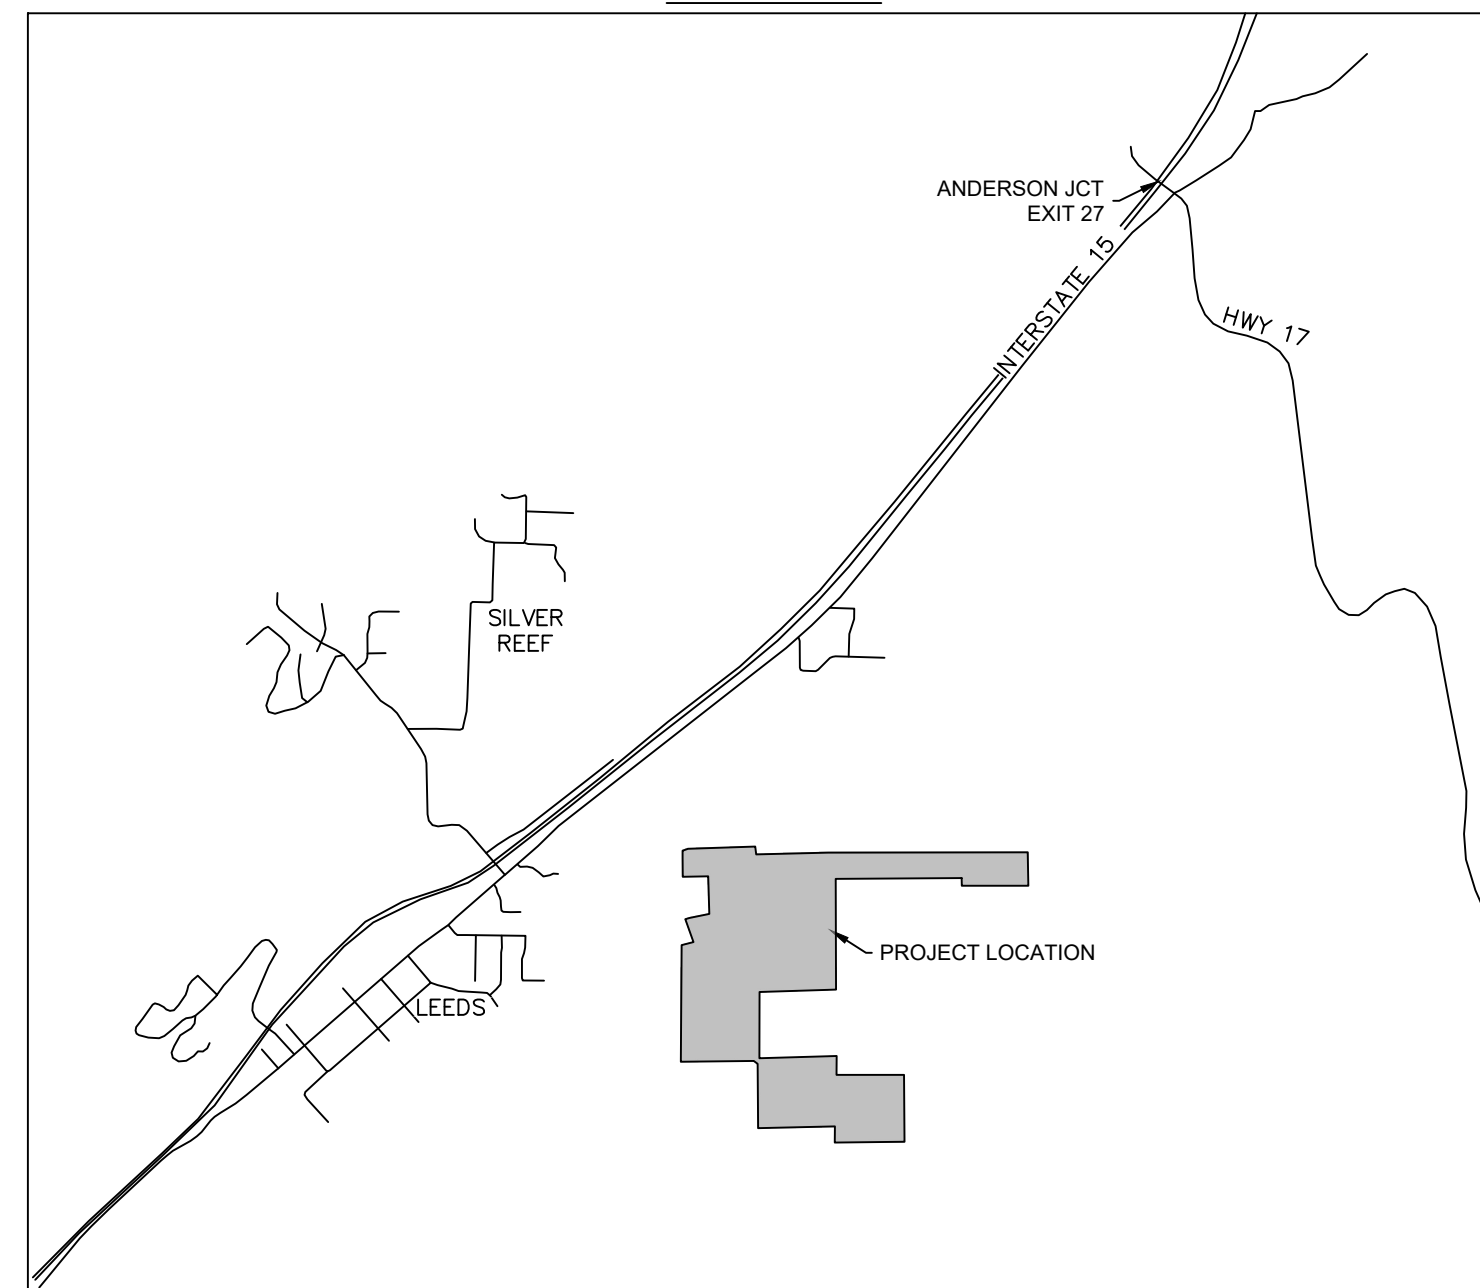 ANDERSON JCT
EXIT 27
INTERSTATE 15
HWY 17
SILVER
REEF
PROJECT LOCATION
LEEDS